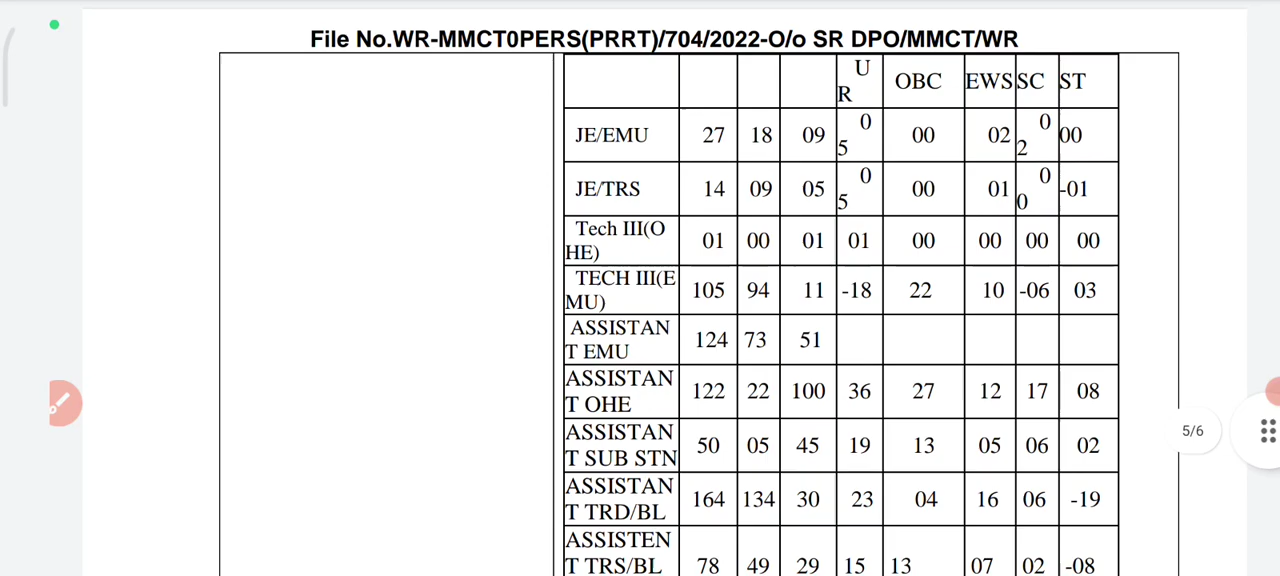 File No.WR-MMCT0PERS(PRRT)/704/2022-O/o SR DPO/MMCT/WR
U
R OBC EWS SC ST
JE/EMU 27 18 09 0
5 00 02 0
2 00
JE/TRS 14 09 05 0
5 00 01 0
0 -01
Tech III(O
HE) 01 00 01 01 00 00 00 00
TECH III(E
MU) 105 94 11 -18 22 10 -06 03
ASSISTAN
T EMU 124 73 51
ASSISTAN
T OHE 122 22 100 36 27 12 17 08
ASSISTAN
T SUB STN 50 05 45 19 13 05 06 02
ASSISTAN
T TRD/BL 164 134 30 23 04 16 06 -19
ASSISTEN
T TRS/BL 78 49 29 15 13 07 02 -08
5/6